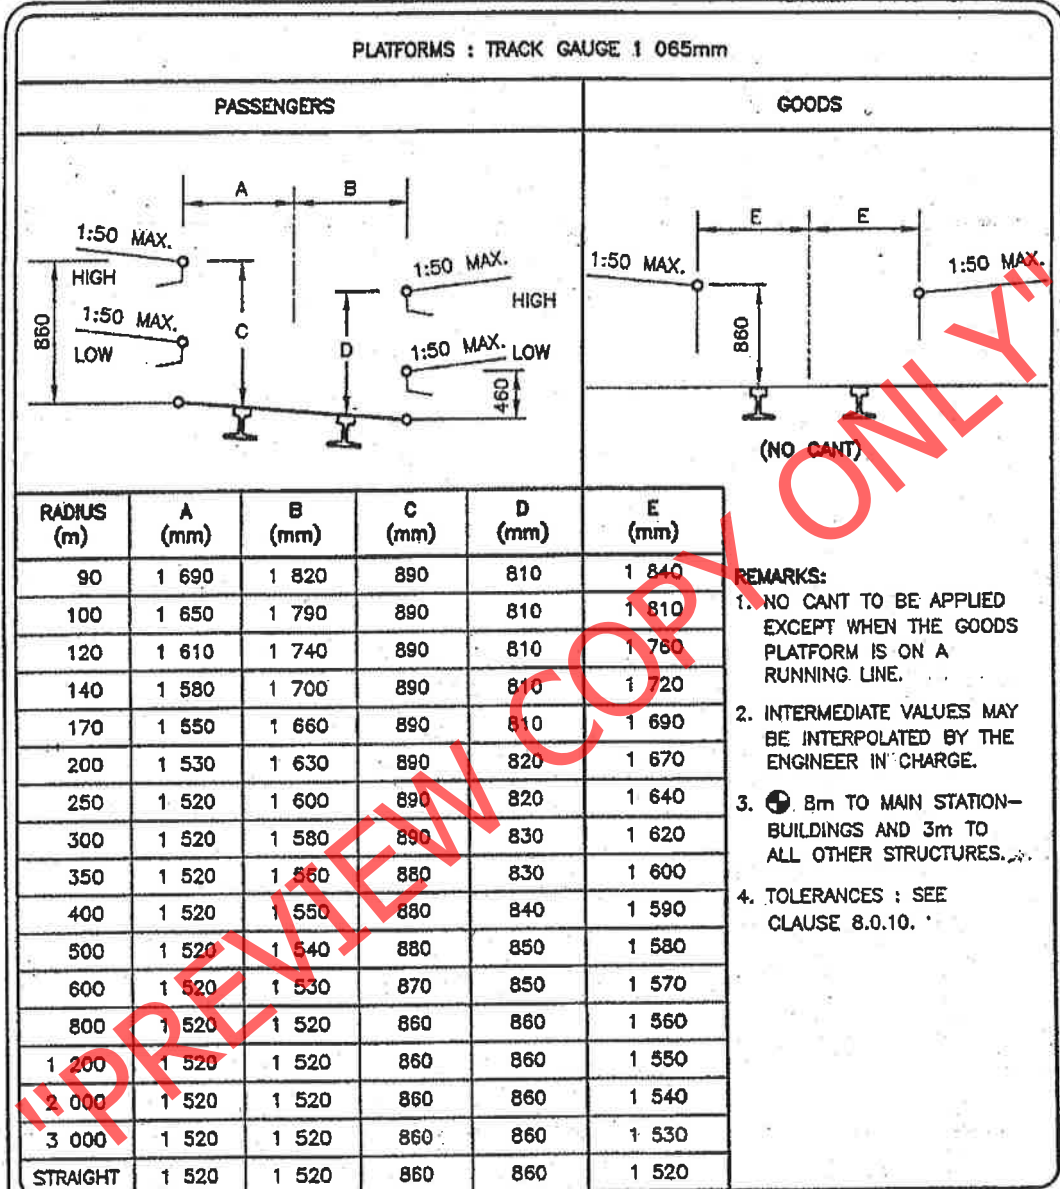 PLATFORMS : TRACK GAUGE 1 065mm
PASSENGERS
GOODS
A
B
1:50 MAX.
HIGH
1:50 MAX.
LOW
860
C
D
1:50 MAX.
HIGH
1:50 MAX. LOW
460
E
E
1:50 MAX.
1:50 MAX.
860
(NO CANT)
RADIUS (m) A (mm) B (mm) C (mm) D (mm) E (mm)
90 1 690 1 820 890 810 1 840
100 1 650 1 790 890 810 1 810
120 1 610 1 740 890 810 1 760
140 1 580 1 700 890 810 1 720
170 1 550 1 660 890 810 1 690
200 1 530 1 630 890 820 1 670
250 1 520 1 600 890 820 1 640
300 1 520 1 580 890 830 1 620
350 1 520 1 560 880 830 1 600
400 1 520 1 550 880 840 1 590
500 1 520 1 540 880 850 1 580
600 1 520 1 530 870 850 1 570
800 1 520 1 520 860 860 1 560
1 200 1 520 1 520 860 860 1 550
2 000 1 520 1 520 860 860 1 540
3 000 1 520 1 520 860 860 1 530
STRAIGHT 1 520 1 520 860 860 1 520
REMARKS:
1. NO CANT TO BE APPLIED
EXCEPT WHEN THE GOODS
PLATFORM IS ON A
RUNNING LINE.
2. INTERMEDIATE VALUES MAY
BE INTERPOLATED BY THE
ENGINEER IN CHARGE.
3. 8m TO MAIN STATION-
BUILDINGS AND 3m TO
ALL OTHER STRUCTURES.
4. TOLERANCES : SEE
CLAUSE 8.0.10.
"PREVIEW COPY ONLY"